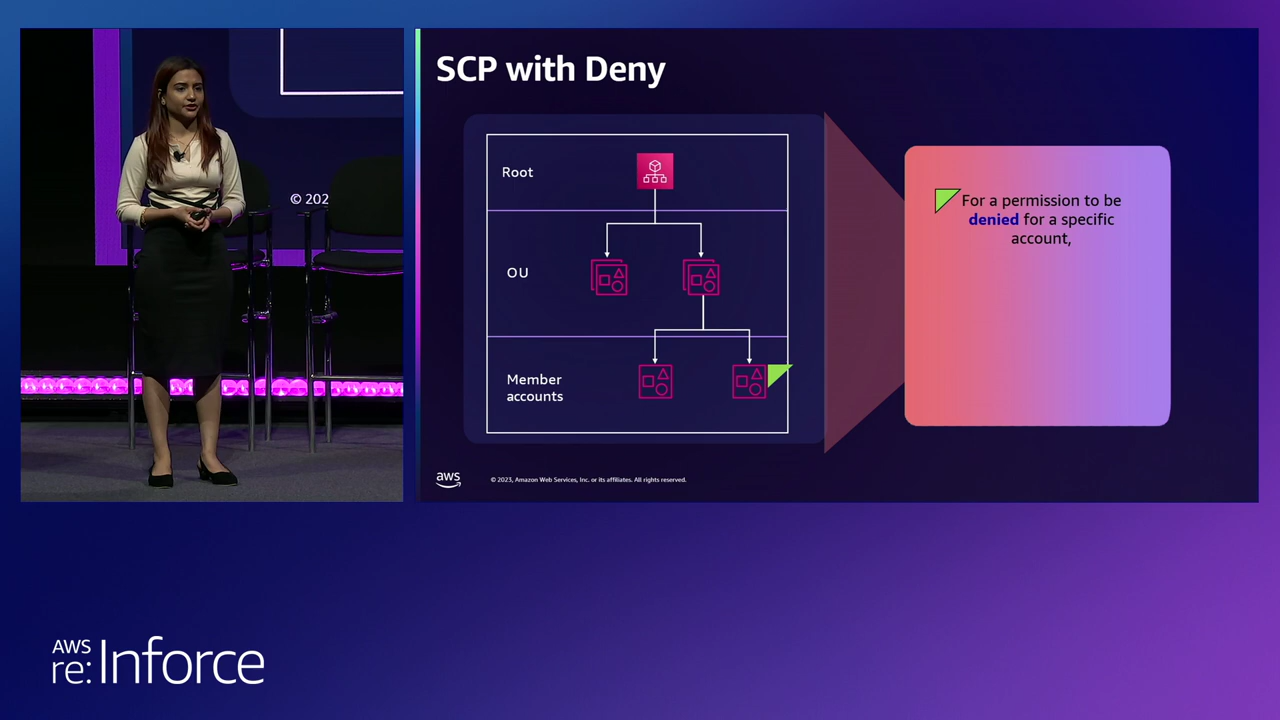 © 202
SCP with Deny
Root
OU
Member
accounts
For a permission to be
denied for a specific
account,
aws
© 2023, Amazon Web Services, Inc. or its affiliates. All rights reserved.
AWS
re:Inforce